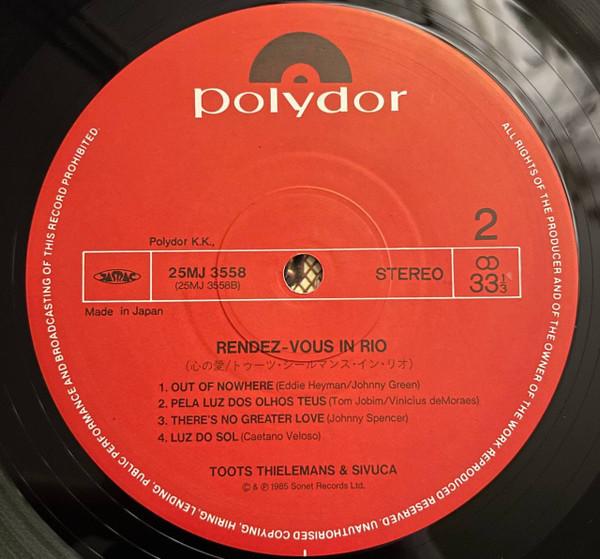 polydor
ALL RIGHTS OF THE PRODUCER AND OF THE OWNER OF THE WORK REPRODUCED RESERVED. UNAUTHORISED COPYING, HIRING, LENDING, PUBLIC PERFORMANCE AND BROADCASTING OF THIS RECORD PROHIBITED.
2
Polydor K.K.,
JASRAC
25MJ 3558
(25MJ 3558B)
STEREO
33 1/3
Made in Japan
RENDEZ-VOUS IN RIO
(心の愛/トゥーツ・シールマンス・イン・リオ)
1. OUT OF NOWHERE (Eddie Heyman/Johnny Green)
2. PELA LUZ DOS OLHOS TEUS (Tom Jobim/Vinicius deMoraes)
3. THERE'S NO GREATER LOVE (Johnny Spencer)
4. LUZ DO SOL (Caetano Veloso)
TOOTS THIELEMANS & SIVUCA
© & ℗ 1985 Sonet Records Ltd.